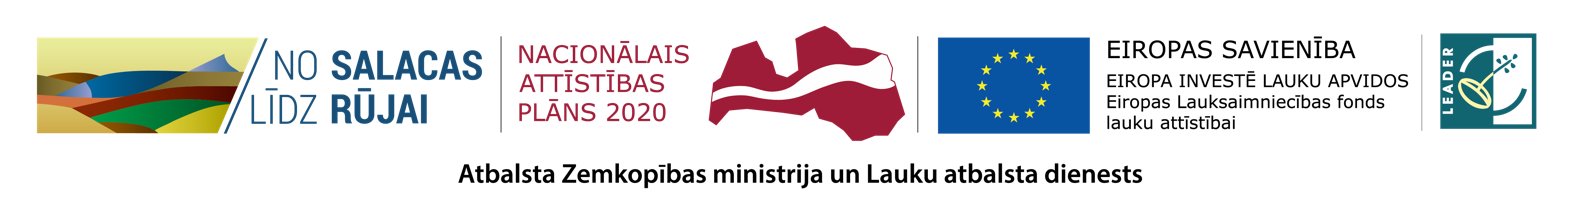 NO SALACAS
LĪDZ RŪJAI
NACIONĀLAIS
ATTĪSTĪBAS
PLĀNS 2020
EIROPAS SAVIENĪBA
EIROPA INVESTĒ LAUKU APVIDOS
Eiropas Lauksaimniecības fonds
lauku attīstībai
LEADER
Atbalsta Zemkopības ministrija un Lauku atbalsta dienests